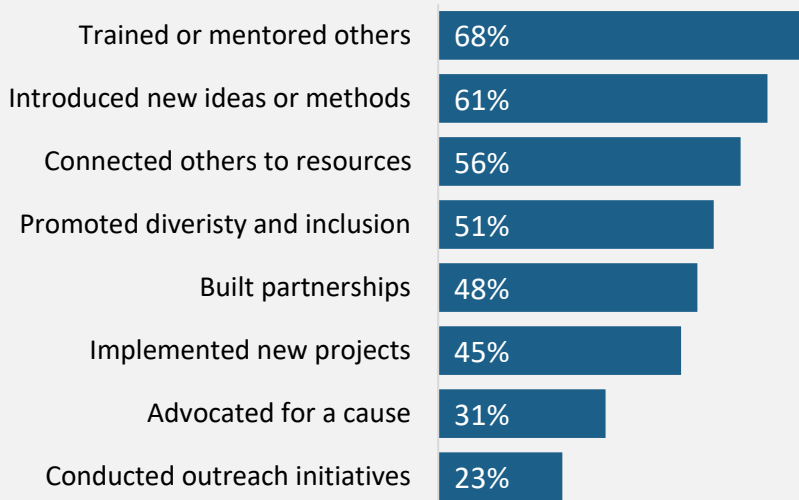 Trained or mentored others 68%
Introduced new ideas or methods 61%
Connected others to resources 56%
Promoted diveristy and inclusion 51%
Built partnerships 48%
Implemented new projects 45%
Advocated for a cause 31%
Conducted outreach initiatives 23%